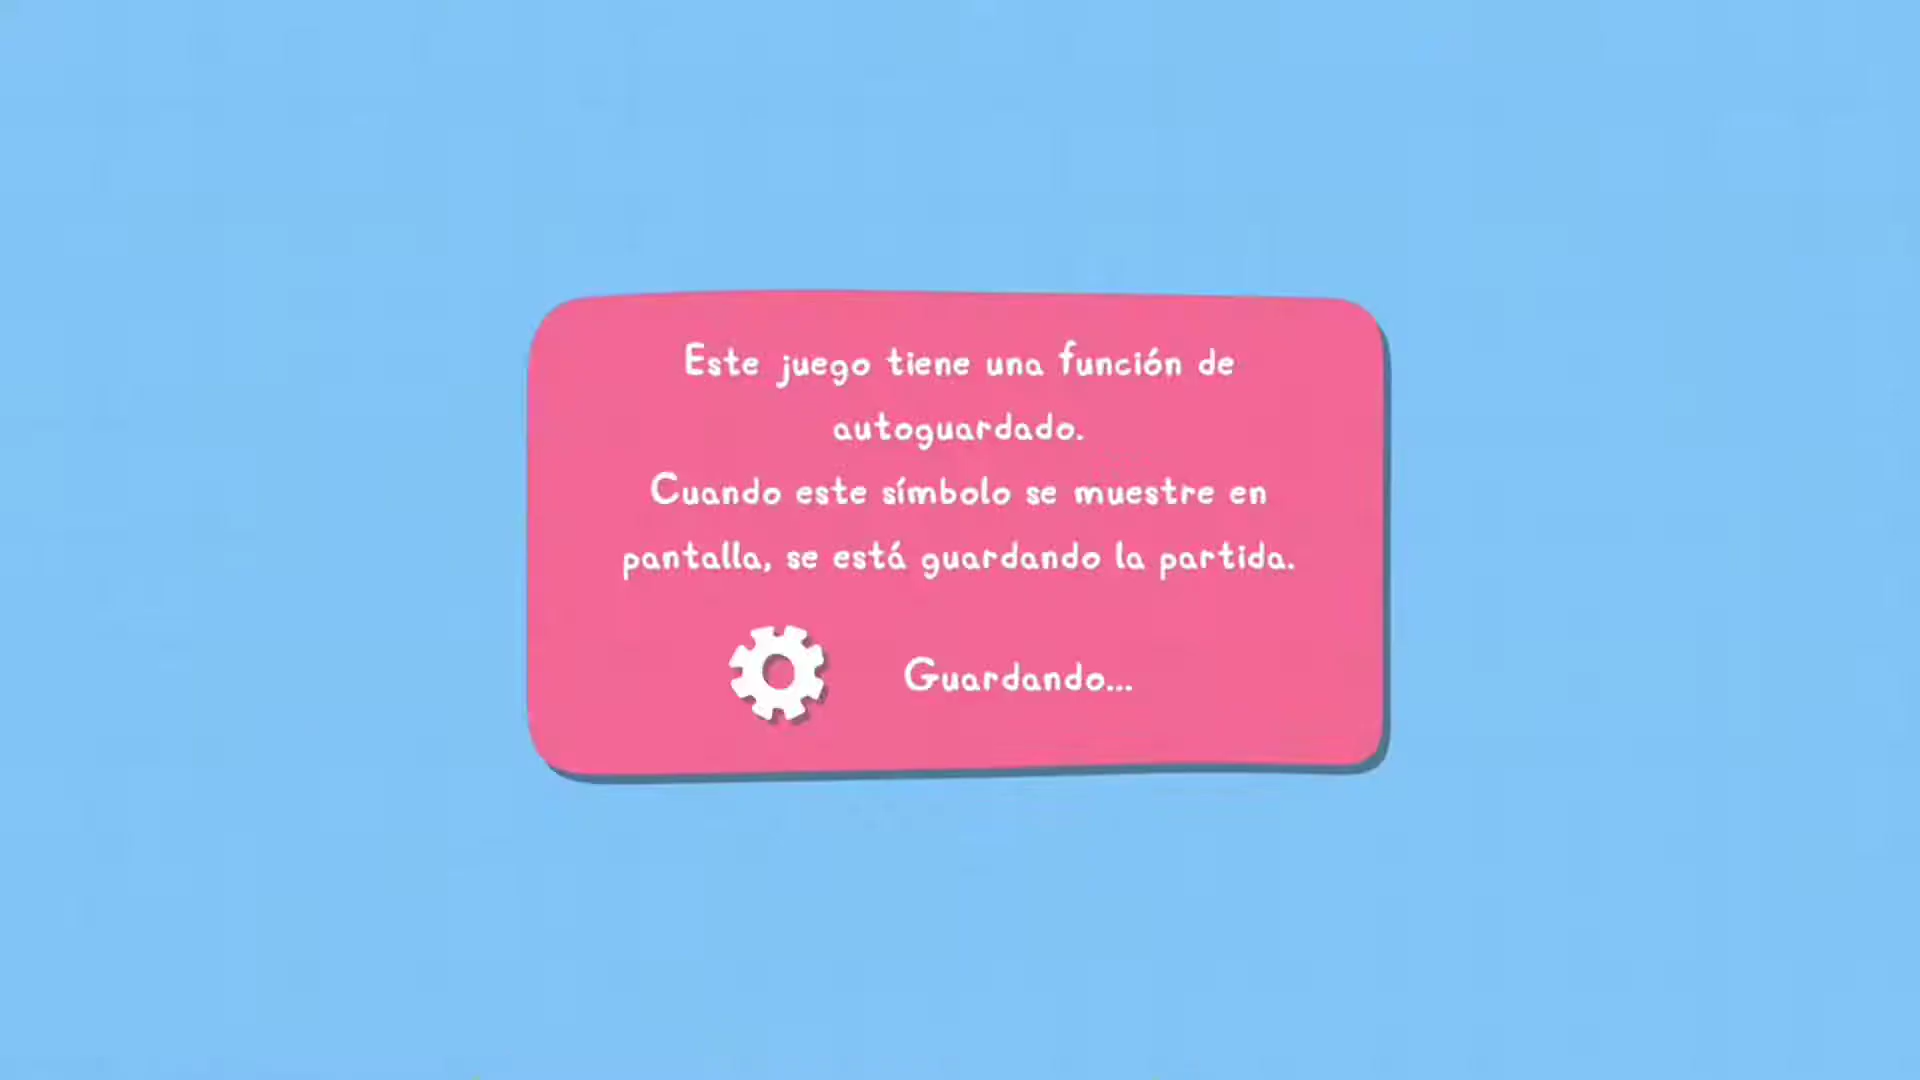 Este juego tiene una función de
autoguardado.
Cuando este símbolo se muestre en
pantalla, se está guardando la partida.
Guardando...